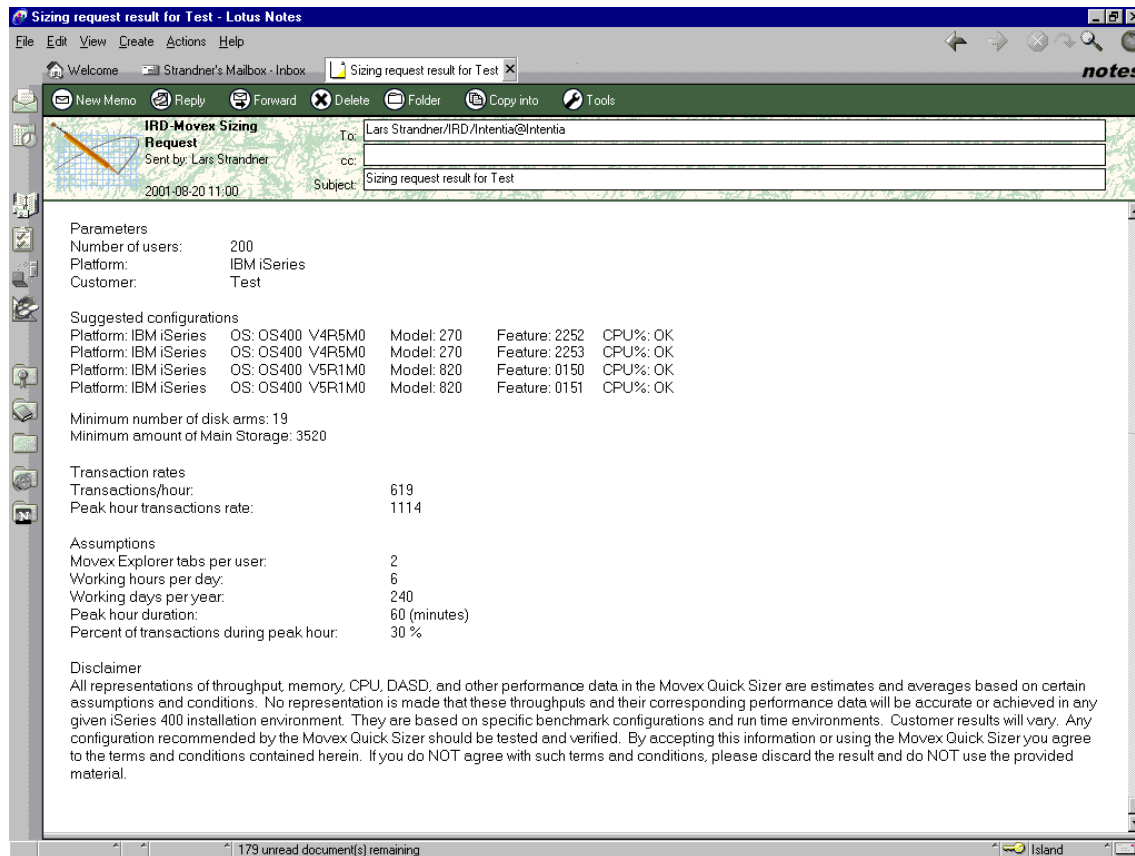 Sizing request result for Test - Lotus Notes
File Edit View Create Actions Help
Welcome Strandner's Mailbox - Inbox Sizing request result for Test
notes
New Memo Reply Forward Delete Folder Copy into Tools
IRD-Movex Sizing Request
Sent by: Lars Strandner
2001-08-20 11:00
To: Lars Strandner/IRD/Intentia@Intentia
cc:
Subject: Sizing request result for Test
Parameters
Number of users: 200
Platform: IBM iSeries
Customer: Test
Suggested configurations
Platform: IBM iSeries OS: OS400 V4R5M0 Model: 270 Feature: 2252 CPU%: OK
Platform: IBM iSeries OS: OS400 V4R5M0 Model: 270 Feature: 2253 CPU%: OK
Platform: IBM iSeries OS: OS400 V5R1M0 Model: 820 Feature: 0150 CPU%: OK
Platform: IBM iSeries OS: OS400 V5R1M0 Model: 820 Feature: 0151 CPU%: OK
Minimum number of disk arms: 19
Minimum amount of Main Storage: 3520
Transaction rates
Transactions/hour: 619
Peak hour transactions rate: 1114
Assumptions
Movex Explorer tabs per user: 2
Working hours per day: 6
Working days per year: 240
Peak hour duration: 60 (minutes)
Percent of transactions during peak hour: 30 %
Disclaimer
All representations of throughput, memory, CPU, DASD, and other performance data in the Movex Quick Sizer are estimates and averages based on certain
assumptions and conditions. No representation is made that these throughputs and their corresponding performance data will be accurate or achieved in any
given iSeries 400 installation environment. They are based on specific benchmark configurations and run time environments. Customer results will vary. Any
configuration recommended by the Movex Quick Sizer should be tested and verified. By accepting this information or using the Movex Quick Sizer you agree
to the terms and conditions contained herein. If you do NOT agree with such terms and conditions, please discard the result and do NOT use the provided
material.
179 unread document(s) remaining
Island